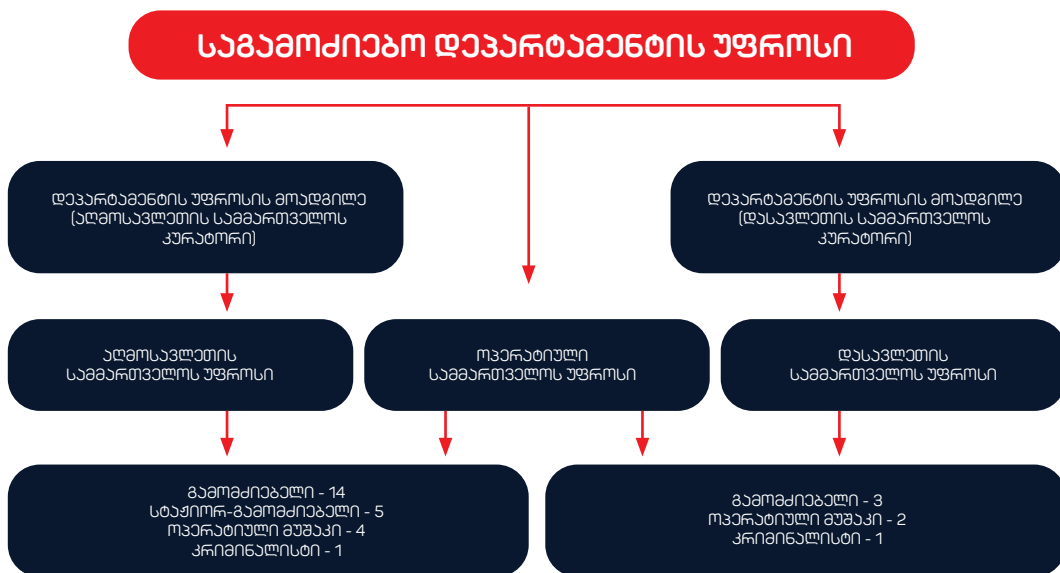 საგამოძიებო დეპარტამენტის უფროსი
დეპარტამენტის უფროსის მოადგილე
(აღმოსავლეთის სამმართველოს
კურატორი)
დეპარტამენტის უფროსის მოადგილე
(დასავლეთის სამმართველოს
კურატორი)
აღმოსავლეთის
სამმართველოს უფროსი
ოპერატიული
სამმართველოს უფროსი
დასავლეთის
სამმართველოს უფროსი
გამომძიებელი - 14
სტაჟიორ-გამომძიებელი - 5
ოპერატიული მუშაკი - 4
კრიმინალისტი - 1
გამომძიებელი - 3
ოპერატიული მუშაკი - 2
კრიმინალისტი - 1